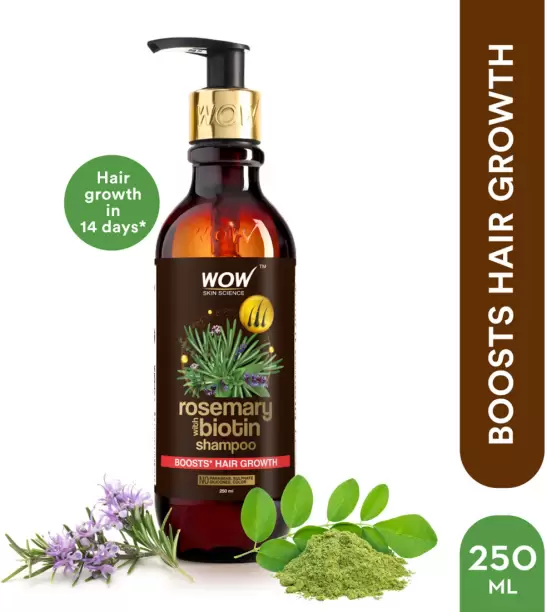 WOW
Hair
growth
in
14 days*
WOW™
SKIN SCIENCE
rosemary
with biotin
shampoo
BOOSTS* HAIR GROWTH
NO PARABENS, SULPHATE
SILICONES, COLOR
250 ml
BOOSTS HAIR GROWTH
250
ML